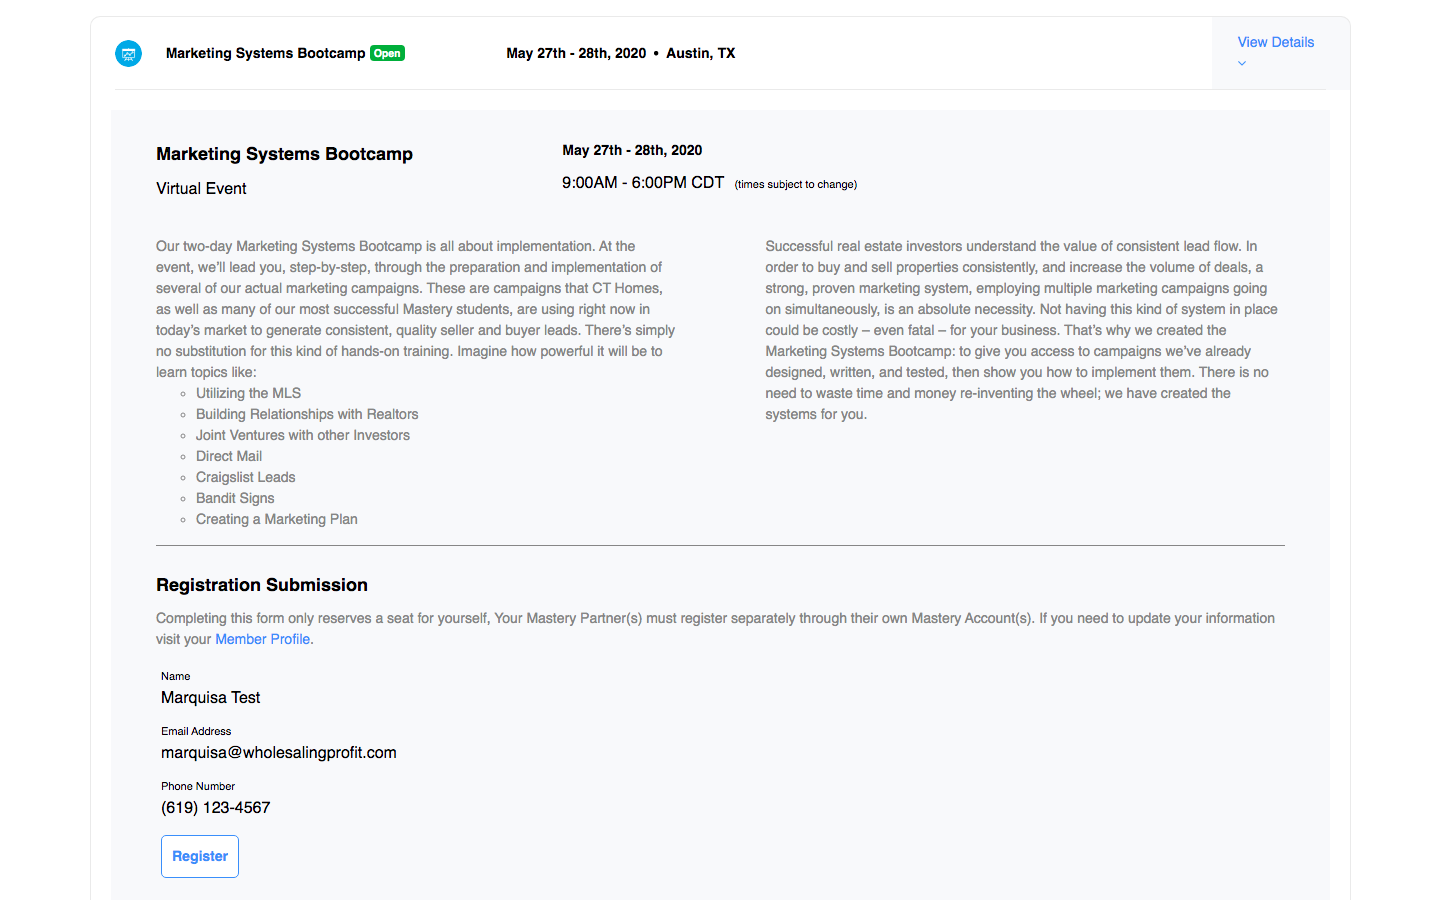 Marketing Systems Bootcamp Open
May 27th - 28th, 2020 • Austin, TX
View Details
Marketing Systems Bootcamp
Virtual Event
May 27th - 28th, 2020
9:00AM - 6:00PM CDT (times subject to change)
Our two-day Marketing Systems Bootcamp is all about implementation. At the
event, we’ll lead you, step-by-step, through the preparation and implementation of
several of our actual marketing campaigns. These are campaigns that CT Homes,
as well as many of our most successful Mastery students, are using right now in
today’s market to generate consistent, quality seller and buyer leads. There’s simply
no substitution for this kind of hands-on training. Imagine how powerful it will be to
learn topics like:
◦ Utilizing the MLS
◦ Building Relationships with Realtors
◦ Joint Ventures with other Investors
◦ Direct Mail
◦ Craigslist Leads
◦ Bandit Signs
◦ Creating a Marketing Plan
Successful real estate investors understand the value of consistent lead flow. In
order to buy and sell properties consistently, and increase the volume of deals, a
strong, proven marketing system, employing multiple marketing campaigns going
on simultaneously, is an absolute necessity. Not having this kind of system in place
could be costly – even fatal – for your business. That’s why we created the
Marketing Systems Bootcamp: to give you access to campaigns we’ve already
designed, written, and tested, then show you how to implement them. There is no
need to waste time and money re-inventing the wheel; we have created the
systems for you.
Registration Submission
Completing this form only reserves a seat for yourself, Your Mastery Partner(s) must register separately through their own Mastery Account(s). If you need to update your information
visit your Member Profile.
Name
Marquisa Test
Email Address
marquisa@wholesalingprofit.com
Phone Number
(619) 123-4567
Register